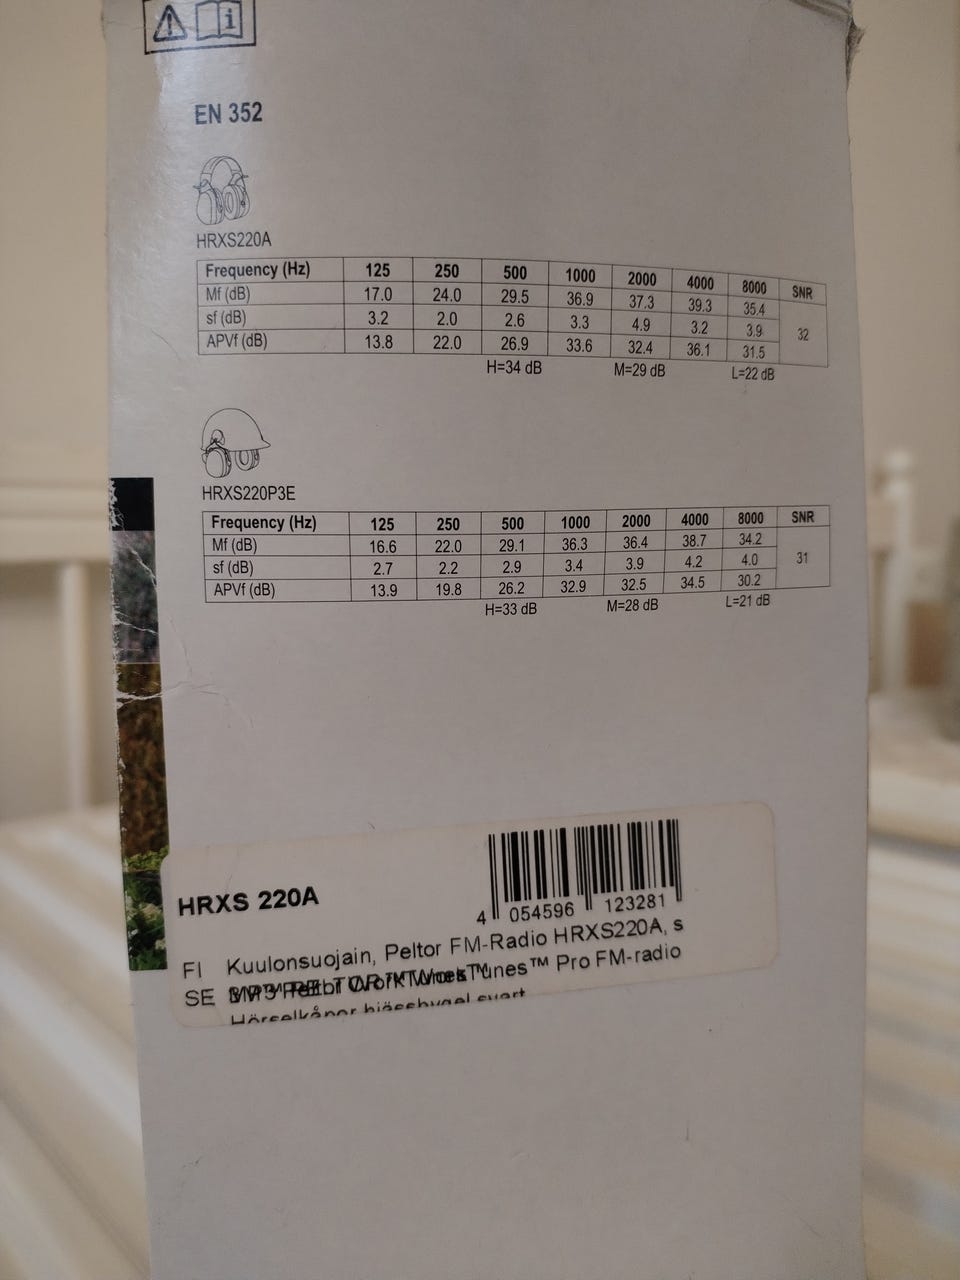 EN 352
HRXS220A
Frequency (Hz) 125 250 500 1000 2000 4000 8000 SNR
Mf (dB) 17.0 24.0 29.5 36.9 37.3 39.3 35.4 32
sf (dB) 3.2 2.0 2.6 3.3 4.9 3.2 3.9
APVf (dB) 13.8 22.0 26.9 33.6 32.4 36.1 31.5
H=34 dB M=29 dB L=22 dB
HRXS220P3E
Frequency (Hz) 125 250 500 1000 2000 4000 8000 SNR
Mf (dB) 16.6 22.0 29.1 36.3 36.4 38.7 34.2 31
sf (dB) 2.7 2.2 2.9 3.4 3.9 4.2 4.0
APVf (dB) 13.9 19.8 26.2 32.9 32.5 34.5 30.2
H=33 dB M=28 dB L=21 dB
HRXS 220A
4 054596 123281
FI Kuulonsuojain, Peltor FM-Radio HRXS220A, s
SE WorkTunes™ Pro FM-radio
Hörselkåpor hjässbygel svart